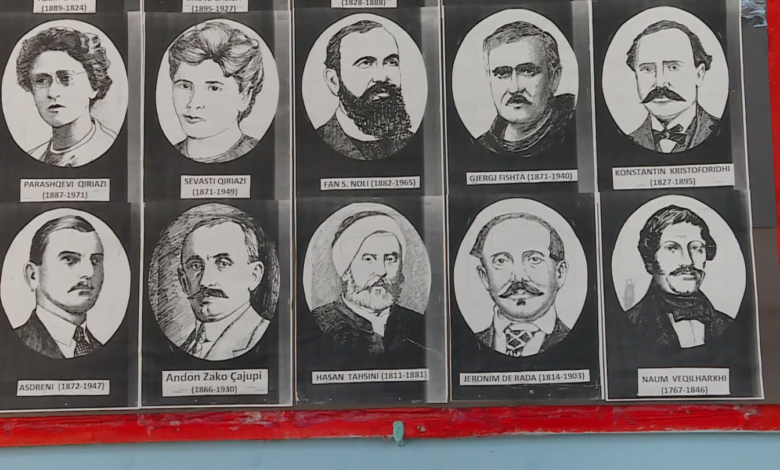 (1889-1824)
(1895-1927)
(1828-1888)
PARASHQEVI QIRIAZI
(1887-1971)
SEVASTI QIRIAZI
(1871-1949)
FAN S. NOLI (1882-1965)
GJERGJ FISHTA (1871-1940)
KONSTANTIN KRISTOFORIDHI
(1827-1895)
ASDRENI (1872-1947)
Andon Zako Çajupi
(1866-1930)
HASAN TAHSINI (1811-1881)
JERONIM DE RADA (1814-1903)
NAUM VEQILHARXHI
(1767-1846)